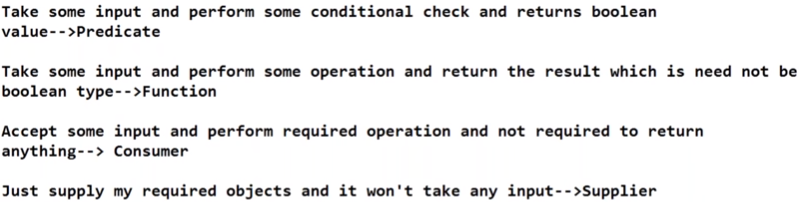 Take some input and perform some conditional check and returns boolean
value-->Predicate
Take some input and perform some operation and return the result which is need not be
boolean type-->Function
Accept some input and perform required operation and not required to return
anything--> Consumer
Just supply my required objects and it won't take any input-->Supplier